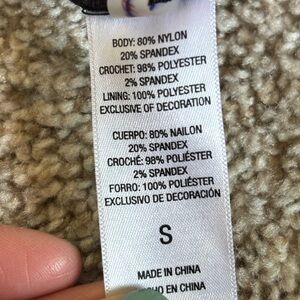 BODY: 80% NYLON
20% SPANDEX
CROCHET: 98% POLYESTER
2% SPANDEX
LINING: 100% POLYESTER
EXCLUSIVE OF DECORATION
CUERPO: 80% NAILON
20% SPANDEX
CROCHÉ: 98% POLIÉSTER
2% SPANDEX
FORRO: 100% POLIÉSTER
EXCLUSIVO DE DECORACIÓN
S
MADE IN CHINA
EN CHINA